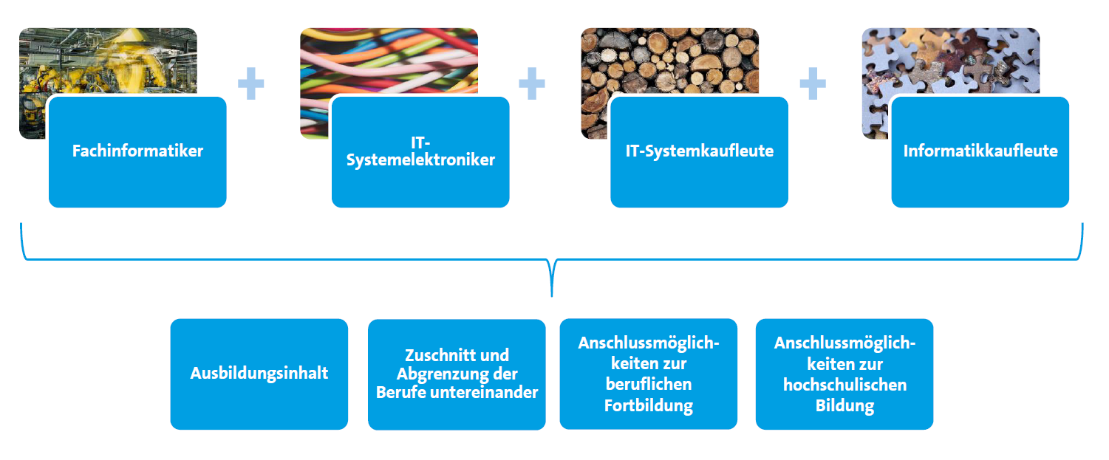 Fachinformatiker
IT-
Systemelektroniker
IT-Systemkaufleute
Informatikkaufleute
Ausbildungsinhalt
Zuschnitt und
Abgrenzung der
Berufe untereinander
Anschlussmöglich-
keiten zur
beruflichen
Fortbildung
Anschlussmöglich-
keiten zur
hochschulischen
Bildung